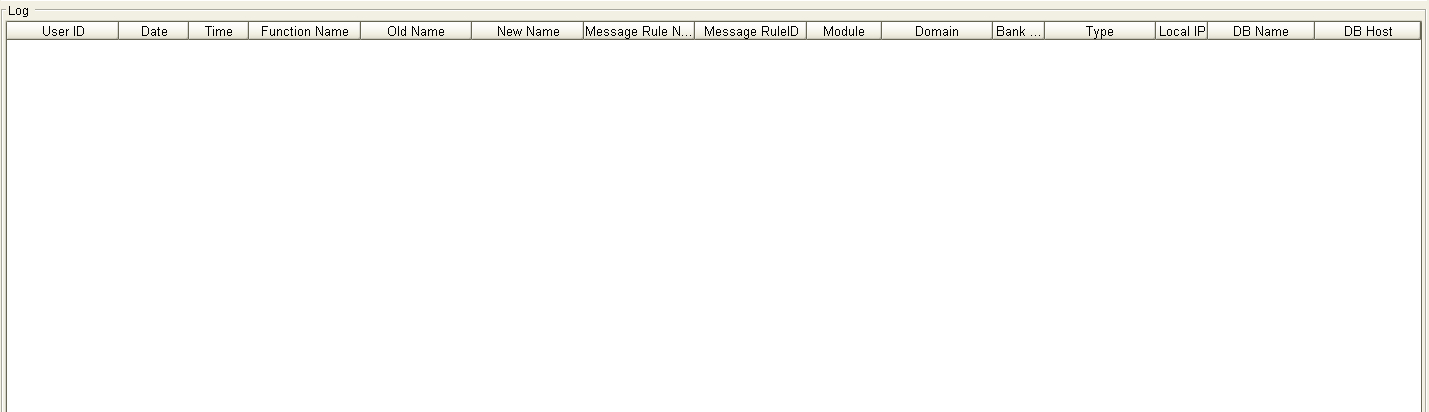 Log
User ID Date Time Function Name Old Name New Name Message Rule N... Message RuleID Module Domain Bank ... Type Local IP DB Name DB Host